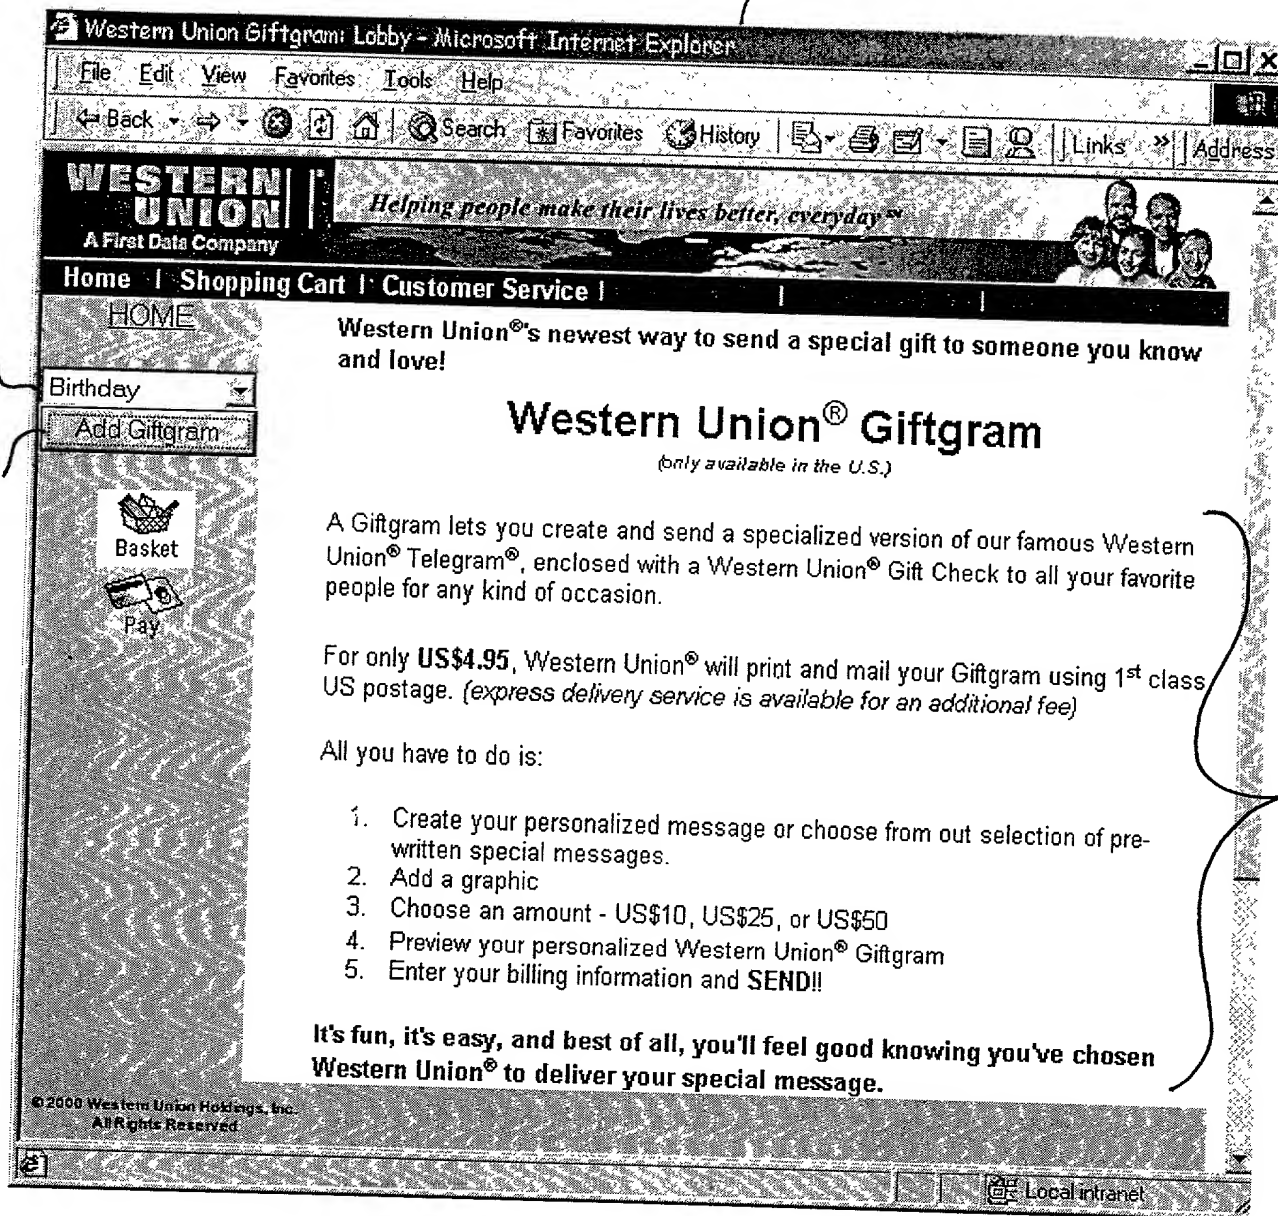 Western Union Giftgram: Lobby - Microsoft Internet Explorer
File Edit View Favorites Tools Help
Back Search Favorites History Links » Address
WESTERN
UNION
A First Data Company
Helping people make their lives better, everyday℠
Home | Shopping Cart | Customer Service |
HOME
Birthday
Add Giftgram
Basket
Pay
Western Union®'s newest way to send a special gift to someone you know
and love!
Western Union® Giftgram
(only available in the U.S.)
A Giftgram lets you create and send a specialized version of our famous Western
Union® Telegram®, enclosed with a Western Union® Gift Check to all your favorite
people for any kind of occasion.
For only US$4.95, Western Union® will print and mail your Giftgram using 1st class
US postage. (express delivery service is available for an additional fee)
All you have to do is:
1. Create your personalized message or choose from out selection of pre-
written special messages.
2. Add a graphic
3. Choose an amount - US$10, US$25, or US$50
4. Preview your personalized Western Union® Giftgram
5. Enter your billing information and SEND!!
It's fun, it's easy, and best of all, you'll feel good knowing you've chosen
Western Union® to deliver your special message.
©2000 Western Union Holdings, Inc.
All Rights Reserved
Local intranet